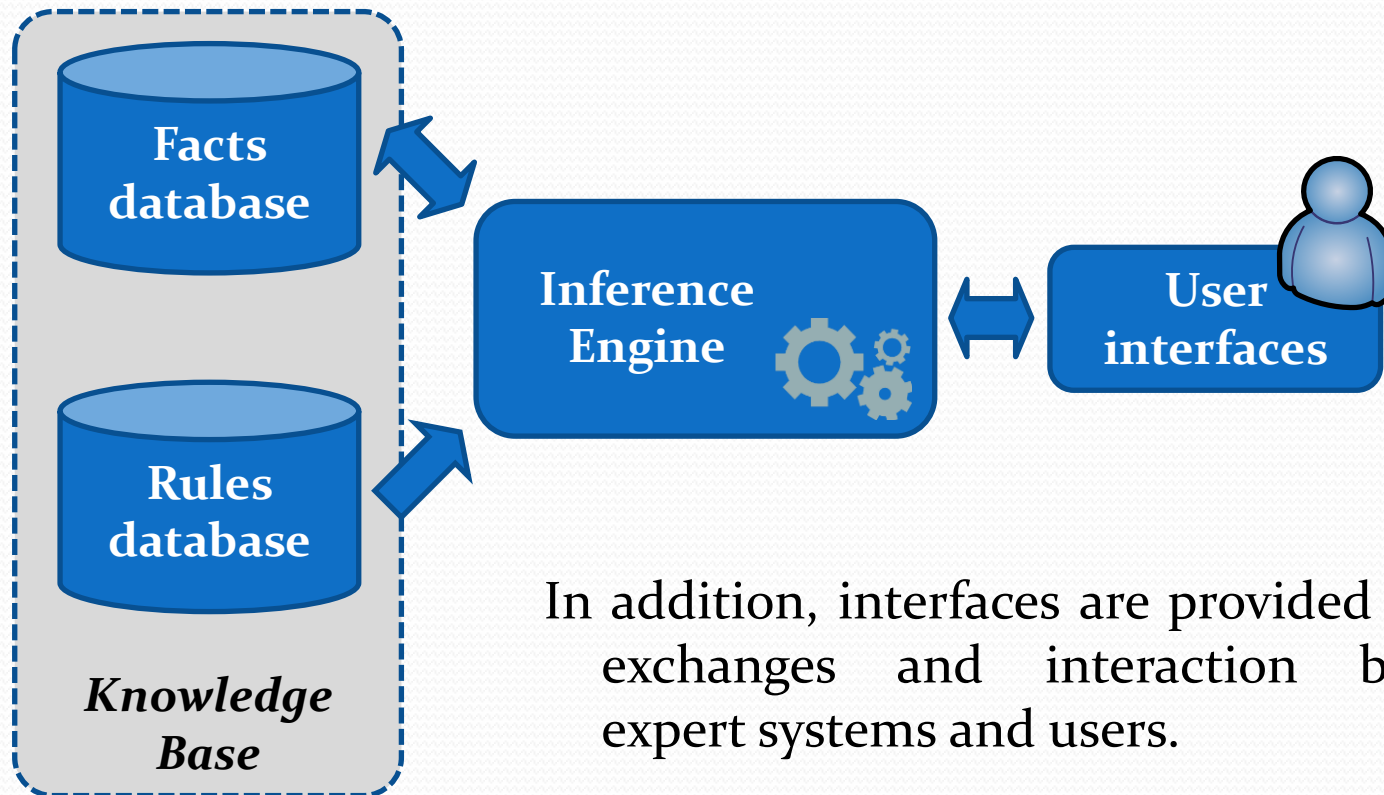 Facts
database
Inference
Engine
User
interfaces
Rules
database
Knowledge
Base
In addition, interfaces are provided
exchanges and interaction
expert systems and users.